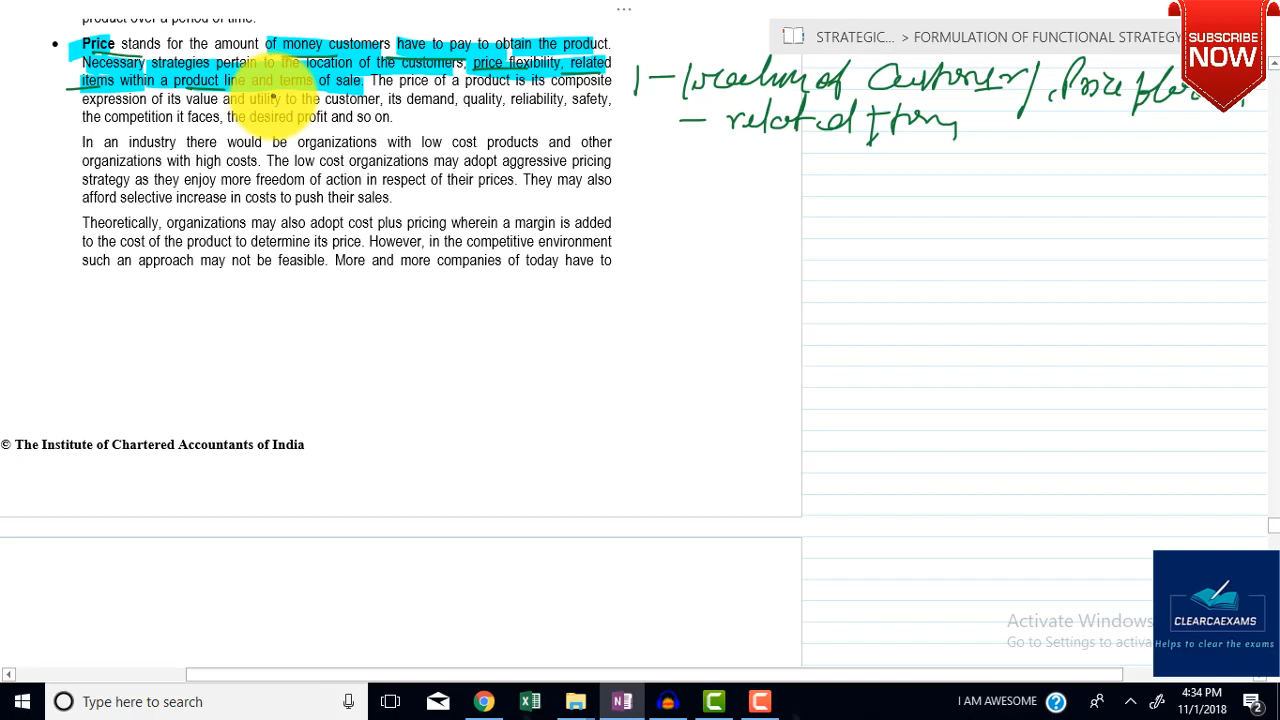 product over a period of time.
• Price stands for the amount of money customers have to pay to obtain the product.
Necessary strategies pertain to the location of the customers, price flexibility, related
items within a product line and terms of sale. The price of a product is its composite
expression of its value and utility to the customer, its demand, quality, reliability, safety,
the competition it faces, the desired profit and so on.
In an industry there would be organizations with low cost products and other
organizations with high costs. The low cost organizations may adopt aggressive pricing
strategy as they enjoy more freedom of action in respect of their prices. They may also
afford selective increase in costs to push their sales.
Theoretically, organizations may also adopt cost plus pricing wherein a margin is added
to the cost of the product to determine its price. However, in the competitive environment
such an approach may not be feasible. More and more companies of today have to
© The Institute of Chartered Accountants of India
STRATEGIC... > FORMULATION OF FUNCTIONAL STRATEGY
SUBSCRIBE
NOW
1 - location of Customer, Price
- related Items
Activate Windows
Go to Settings to activa
CLEARCAEXAMS
Helps to clear the exams
Type here to search
I AM AWESOME
4:34 PM
11/1/2018
2